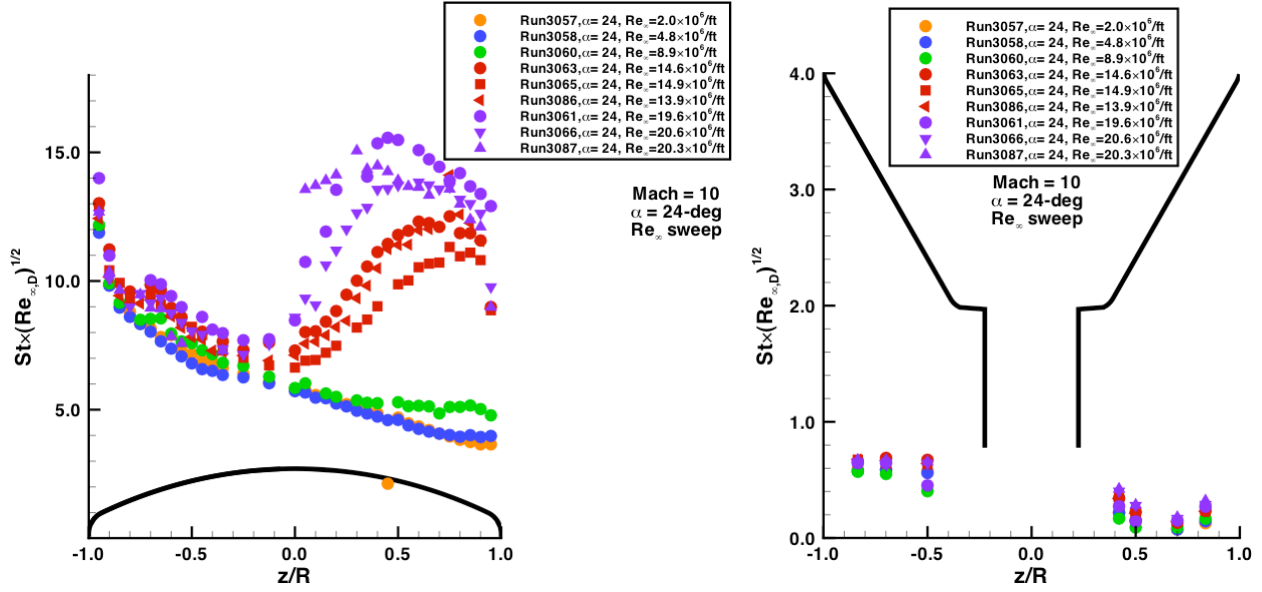 Run3057,α= 24, Re∞=2.0×10⁶/ft
Run3058,α= 24, Re∞=4.8×10⁶/ft
Run3060,α= 24, Re∞=8.9×10⁶/ft
Run3063,α= 24, Re∞=14.6×10⁶/ft
Run3065,α= 24, Re∞=14.9×10⁶/ft
Run3086,α= 24, Re∞=13.9×10⁶/ft
Run3061,α= 24, Re∞=19.6×10⁶/ft
Run3066,α= 24, Re∞=20.6×10⁶/ft
Run3087,α= 24, Re∞=20.3×10⁶/ft
Mach = 10
α = 24-deg
Re∞ sweep
St×(Re∞,D)¹/²
15.0
10.0
5.0
-1.0 -0.5 0.0 0.5 1.0
z/R
Run3057,α= 24, Re∞=2.0×10⁶/ft
Run3058,α= 24, Re∞=4.8×10⁶/ft
Run3060,α= 24, Re∞=8.9×10⁶/ft
Run3063,α= 24, Re∞=14.6×10⁶/ft
Run3065,α= 24, Re∞=14.9×10⁶/ft
Run3086,α= 24, Re∞=13.9×10⁶/ft
Run3061,α= 24, Re∞=19.6×10⁶/ft
Run3066,α= 24, Re∞=20.6×10⁶/ft
Run3087,α= 24, Re∞=20.3×10⁶/ft
Mach = 10
α = 24-deg
Re∞ sweep
St×(Re∞,D)¹/²
4.0
3.0
2.0
1.0
0.0
-1.0 -0.5 0.0 0.5 1.0
z/R